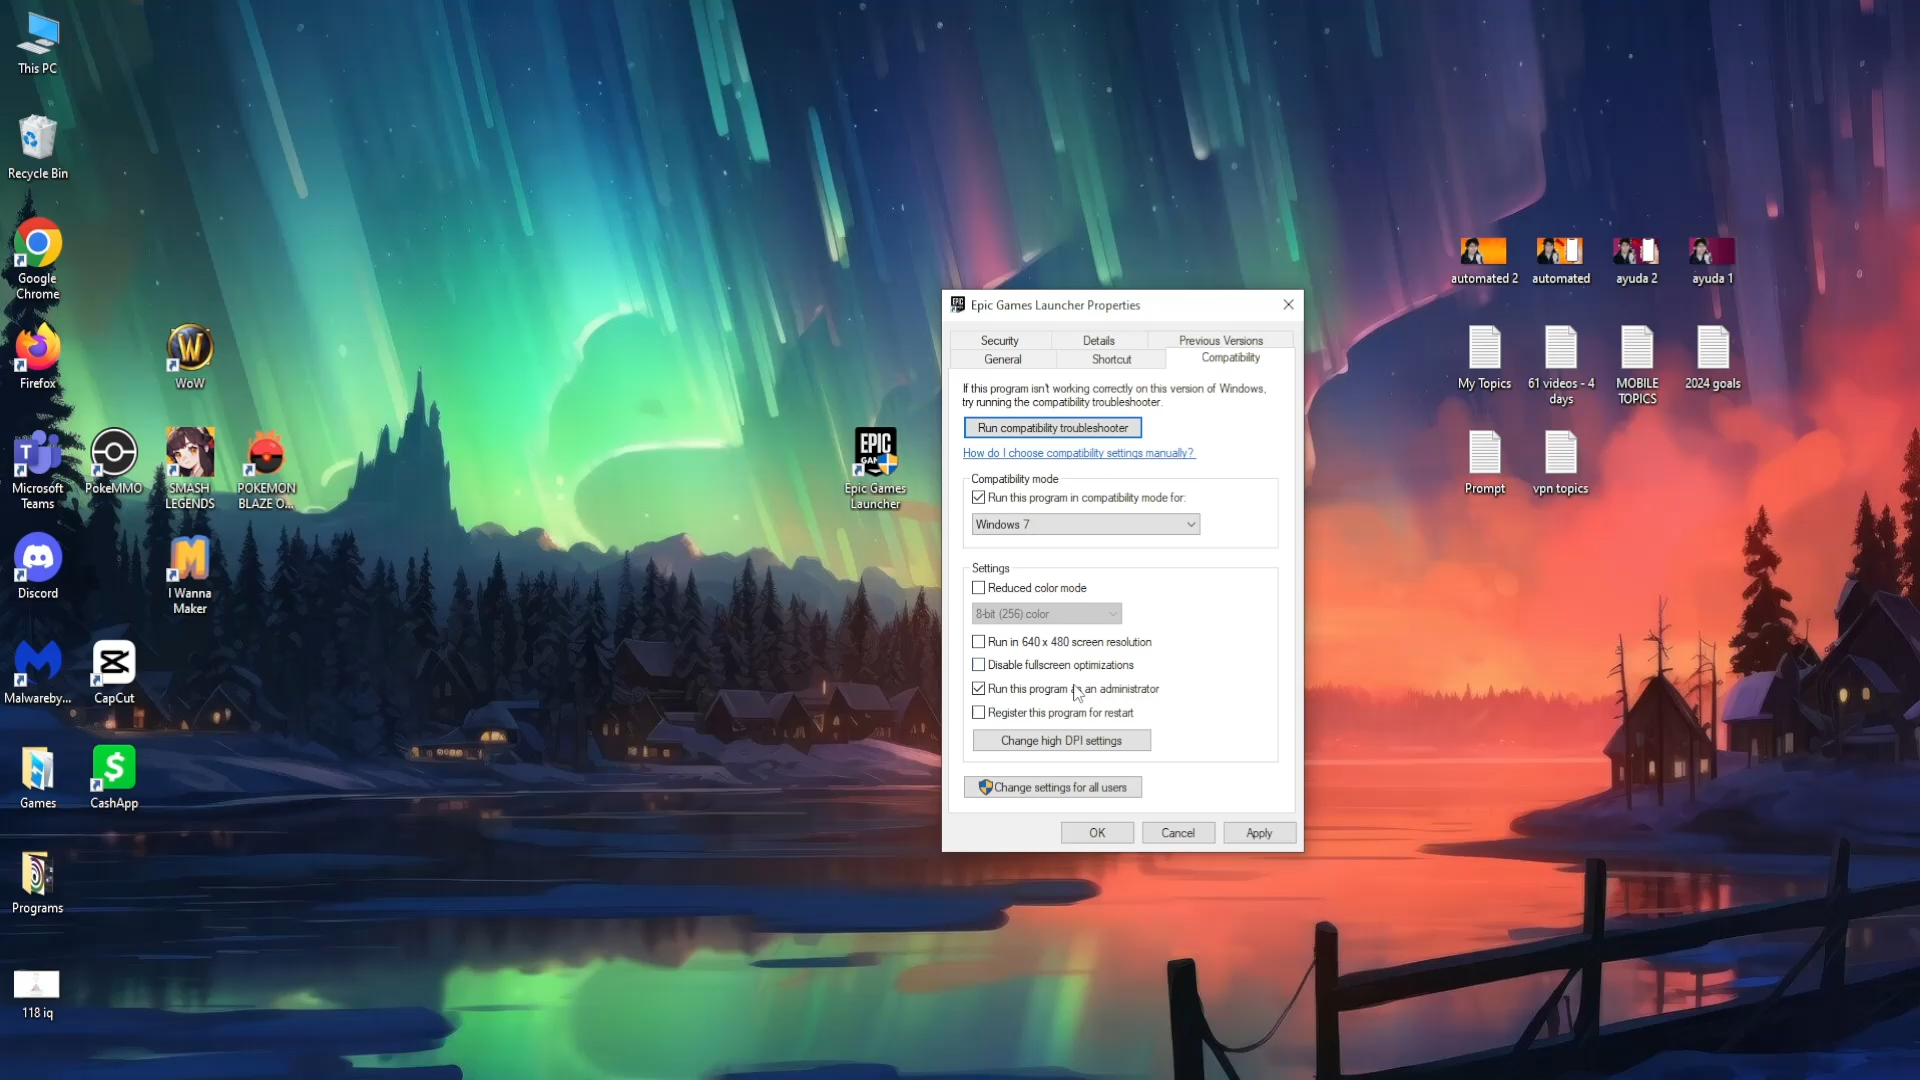 This PC
Recycle Bin
Google
Chrome
Firefox
WoW
Microsoft
Teams
PokeMMO
SMASH
LEGENDS
POKEMON
BLAZE O...
Discord
I Wanna
Maker
Malwareby...
CapCut
Games
CashApp
Programs
118 iq
EPIC
Epic Games
Launcher
Epic Games Launcher Properties
Security
Details
Previous Versions
General
Shortcut
Compatibility
If this program isn't working correctly on this version of Windows,
try running the compatibility troubleshooter.
Run compatibility troubleshooter
How do I choose compatibility settings manually?
Compatibility mode
Run this program in compatibility mode for:
Windows 7
Settings
Reduced color mode
8-bit (256) color
Run in 640 x 480 screen resolution
Disable fullscreen optimizations
Run this program as an administrator
Register this program for restart
Change high DPI settings
Change settings for all users
OK
Cancel
Apply
automated 2
automated
ayuda 2
ayuda 1
My Topics
61 videos - 4
days
MOBILE
TOPICS
2024 goals
Prompt
vpn topics